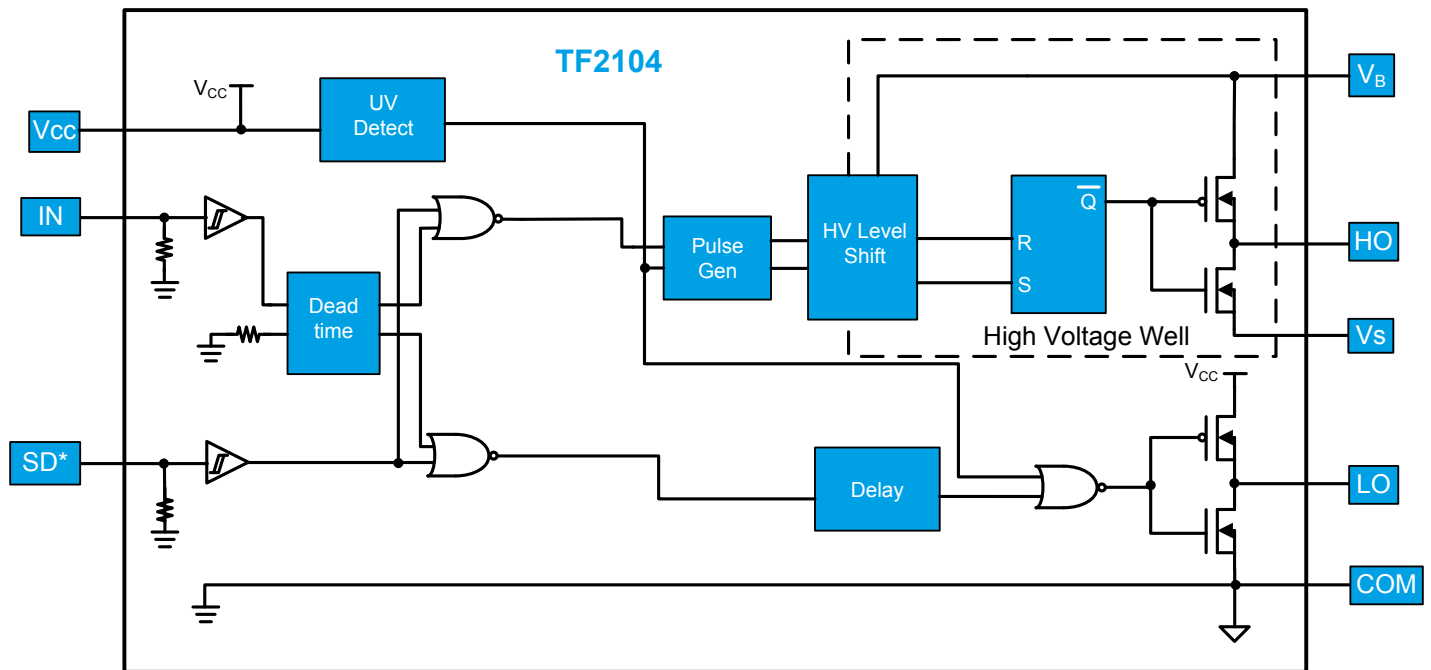 TF2104
VB
VCC
UV
Detect
Vcc
IN
Q
HV Level
Shift
Pulse
Gen
R
S
HO
Dead
time
High Voltage Well
Vs
VCC
SD*
Delay
LO
COM